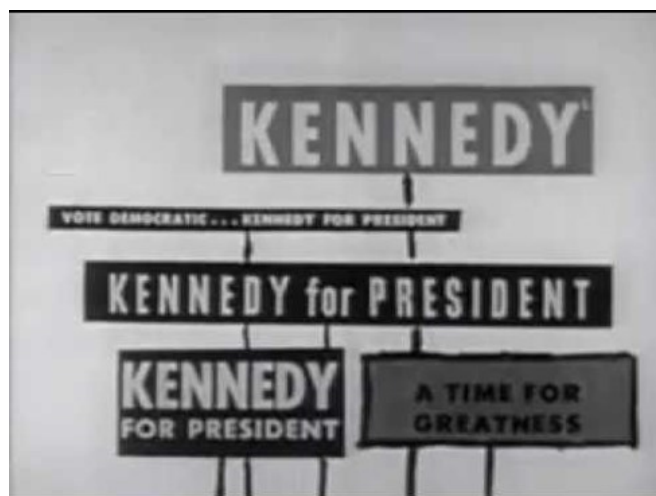 KENNEDY
VOTE DEMOCRATIC...KENNEDY FOR PRESIDENT
KENNEDY for PRESIDENT
KENNEDY
FOR PRESIDENT
A TIME FOR
GREATNESS